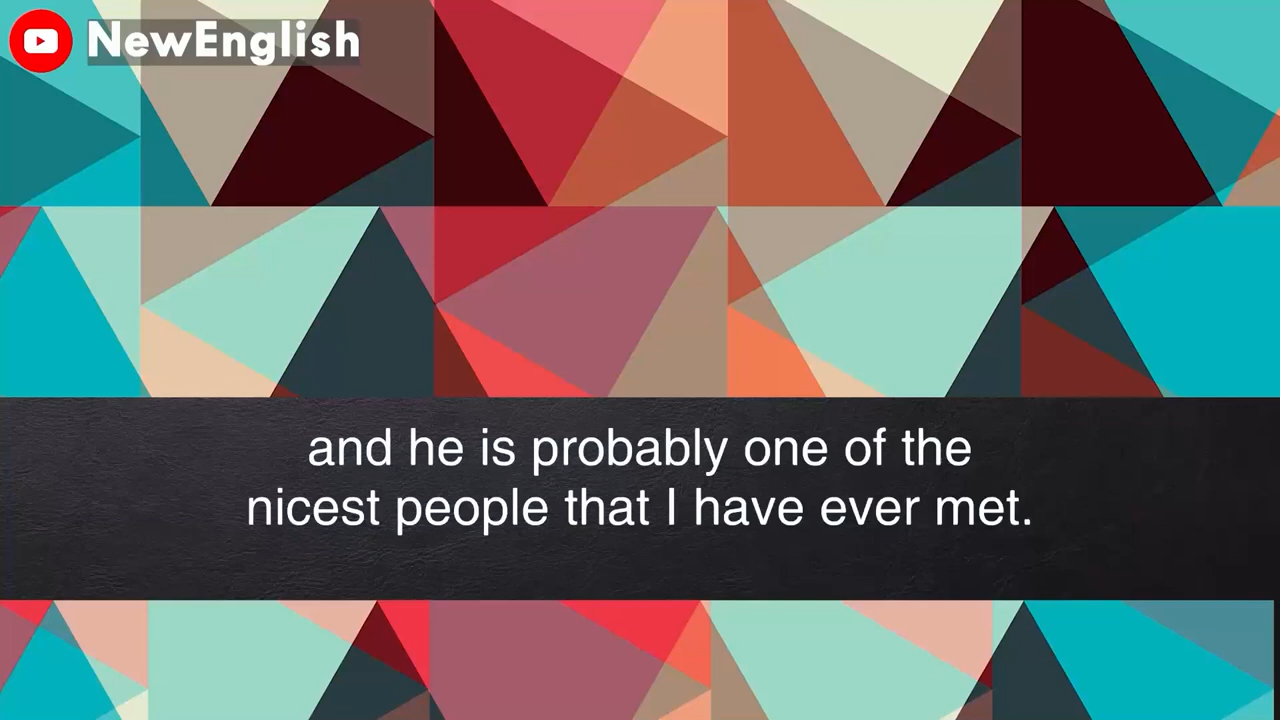 NewEnglish
and he is probably one of the
nicest people that I have ever met.